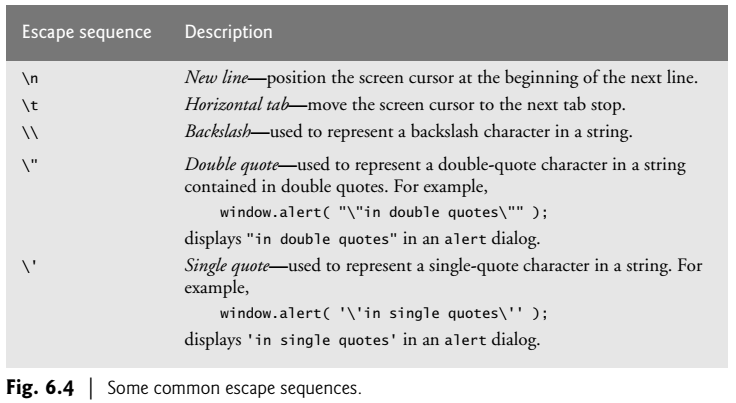 Escape sequence Description
\n New line—position the screen cursor at the beginning of the next line.
\t Horizontal tab—move the screen cursor to the next tab stop.
\\ Backslash—used to represent a backslash character in a string.
\" Double quote—used to represent a double-quote character in a string
contained in double quotes. For example,
window.alert( "\"in double quotes\"" );
displays "in double quotes" in an alert dialog.
\' Single quote—used to represent a single-quote character in a string. For
example,
window.alert( '\'in single quotes\'' );
displays 'in single quotes' in an alert dialog.
Fig. 6.4 | Some common escape sequences.